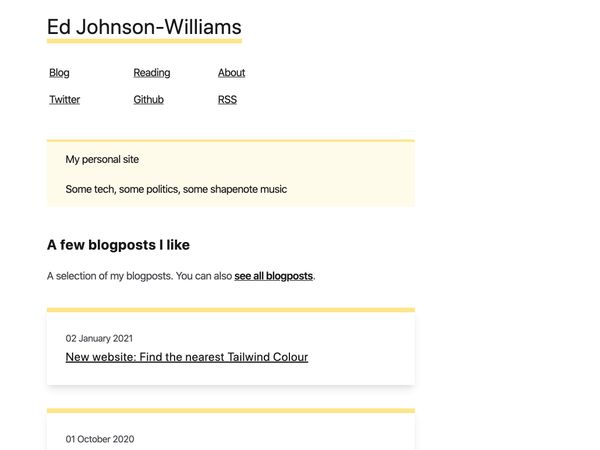 Ed Johnson-Williams
Blog Reading About
Twitter Github RSS
My personal site
Some tech, some politics, some shapenote music
A few blogposts I like
A selection of my blogposts. You can also see all blogposts.
02 January 2021
New website: Find the nearest Tailwind Colour
01 October 2020